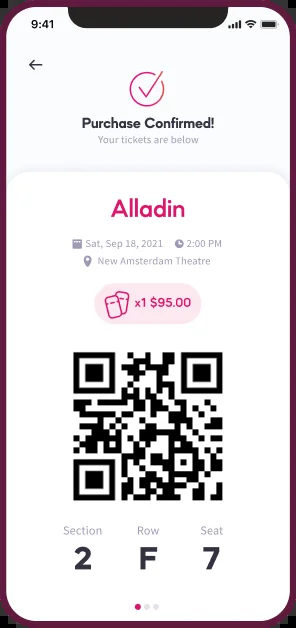 9:41
Purchase Confirmed!
Your tickets are below
Alladin
Sat, Sep 18, 2021 2:00 PM
New Amsterdam Theatre
x1 $95.00
Section Row Seat
2 F 7